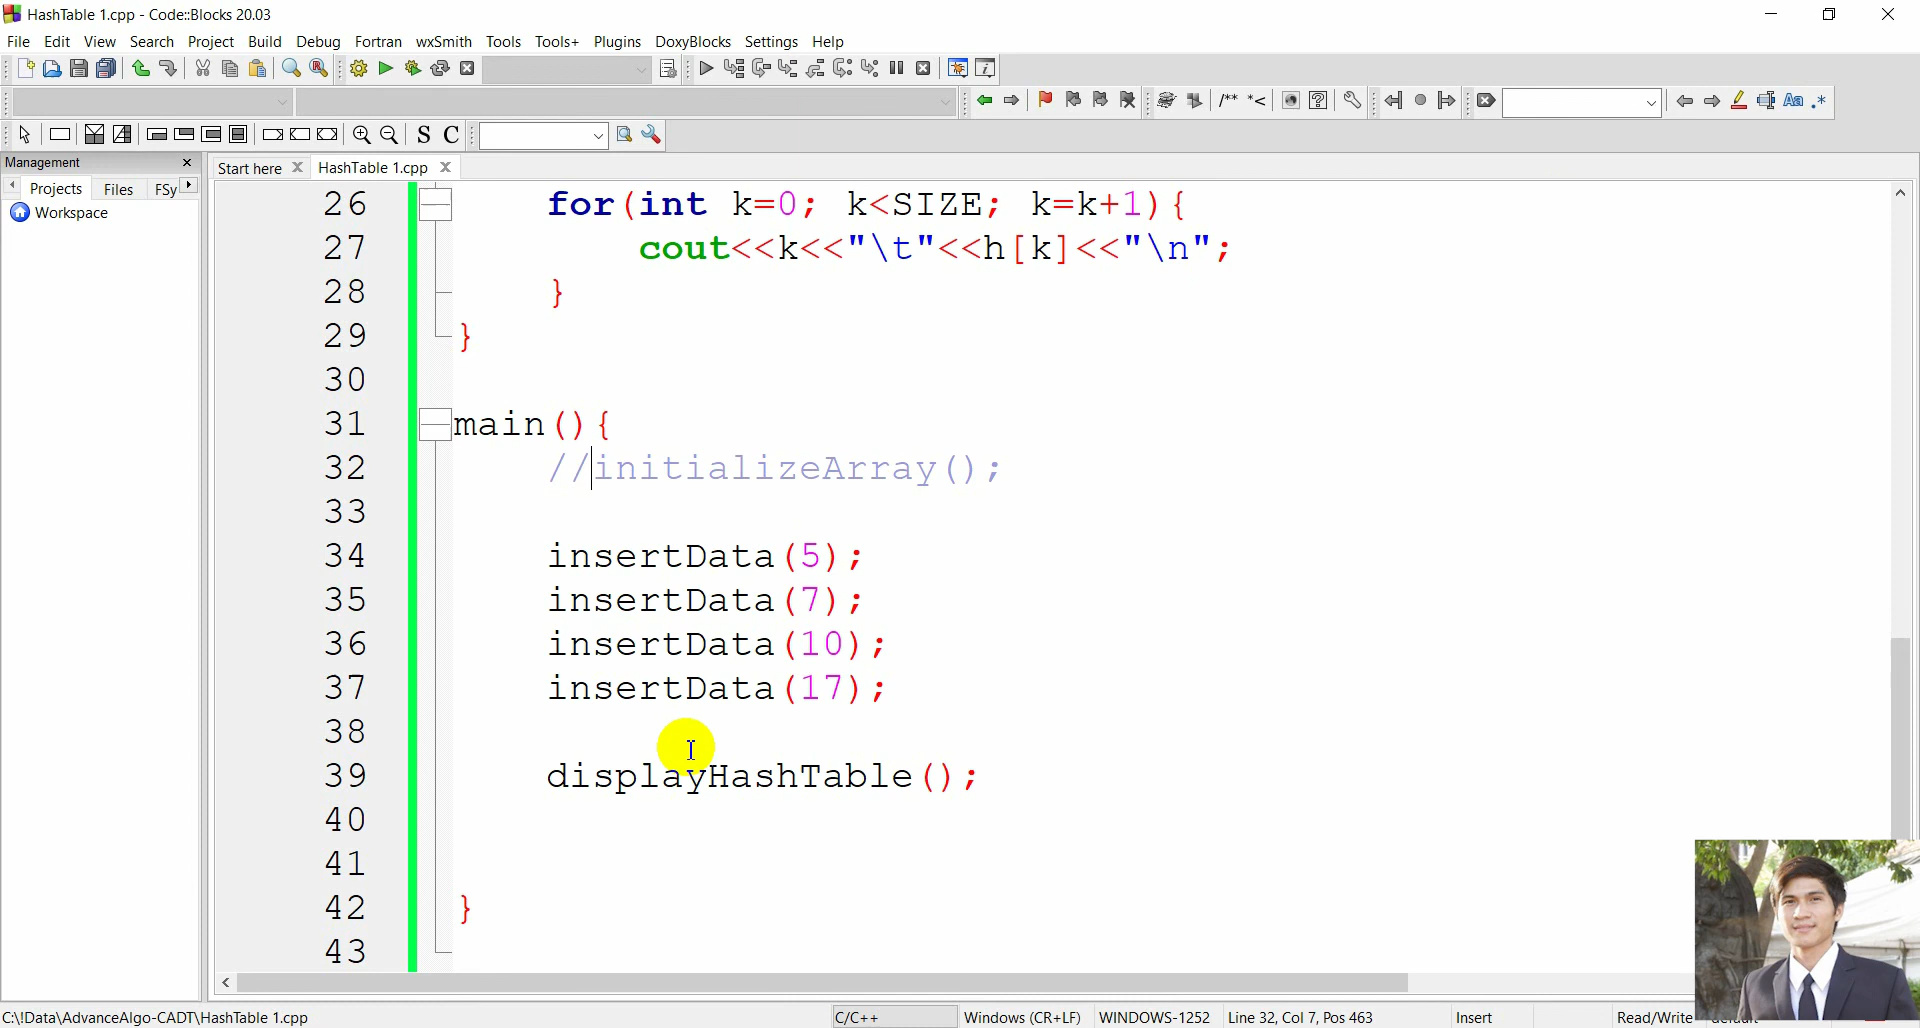 HashTable 1.cpp - Code::Blocks 20.03
File Edit View Search Project Build Debug Fortran wxSmith Tools Tools+ Plugins DoxyBlocks Settings Help
/** *<
Aa .*
S C
Management
Start here HashTable 1.cpp
Projects Files FSy
Workspace
26 for(int k=0; k<SIZE; k=k+1){
27 cout<<k<<"\t"<<h[k]<<"\n";
28 }
29 }
30
31 main(){
32 //initializeArray();
33
34 insertData(5);
35 insertData(7);
36 insertData(10);
37 insertData(17);
38
39 displayHashTable();
40
41
42 }
43
C:\!Data\AdvanceAlgo-CADT\HashTable 1.cpp C/C++ Windows (CR+LF) WINDOWS-1252 Line 32, Col 7, Pos 463 Insert Read/Write default